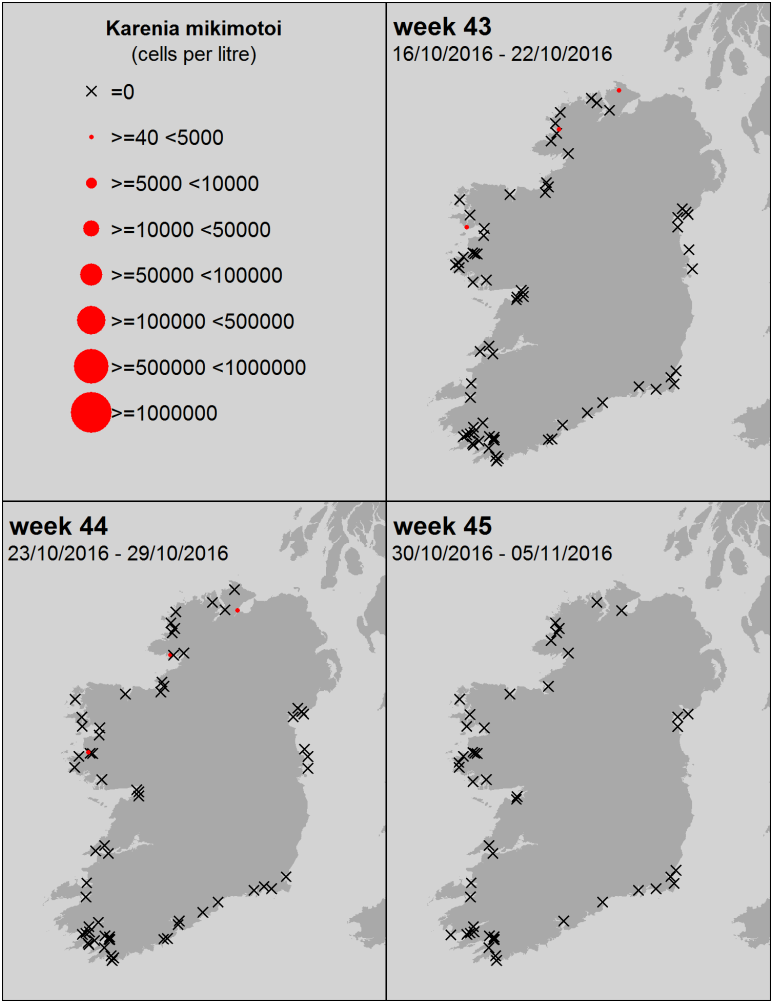 Karenia mikimotoi
(cells per litre)
=0
>=40 <5000
>=5000 <10000
>=10000 <50000
>=50000 <100000
>=100000 <500000
>=500000 <1000000
>=1000000
week 43
16/10/2016 - 22/10/2016
week 44
23/10/2016 - 29/10/2016
week 45
30/10/2016 - 05/11/2016